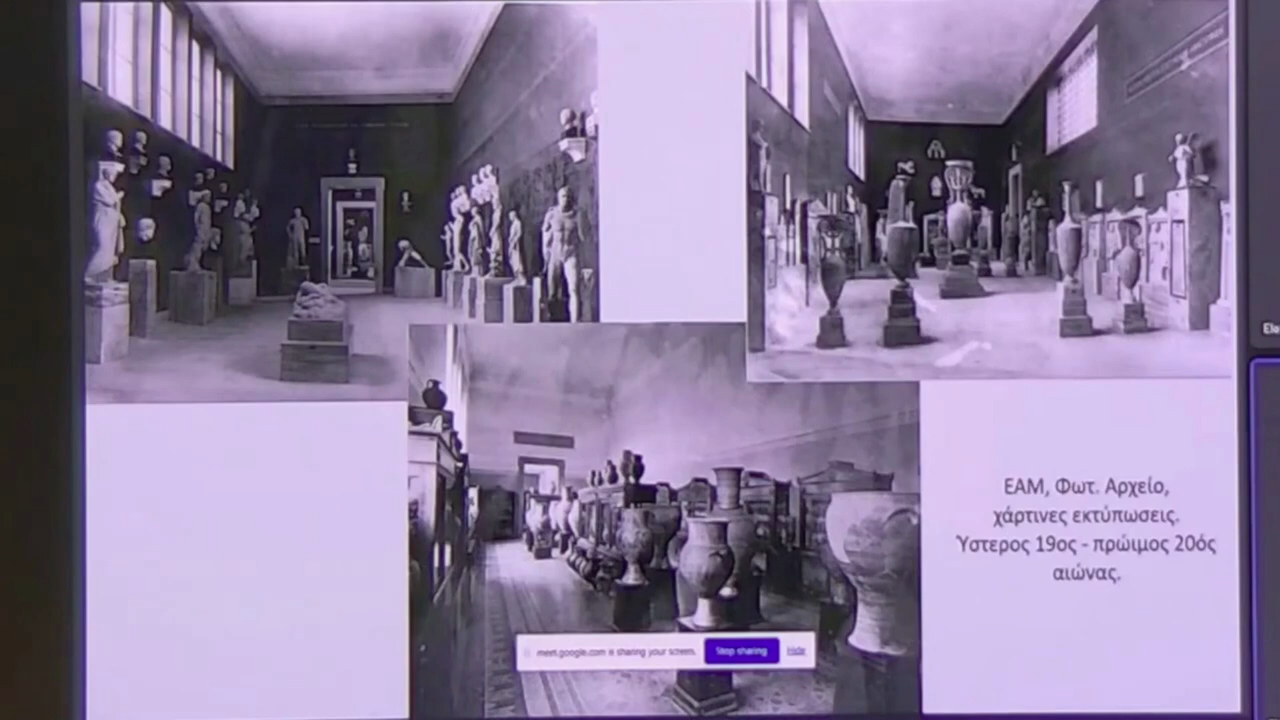 ΕΑΜ, Φωτ. Αρχείο,
χάρτινες εκτύπωσεις.
Ύστερος 19ος - πρώιμος 20ός
αιώνας.
meet.google.com is sharing your screen. Stop sharing Hide